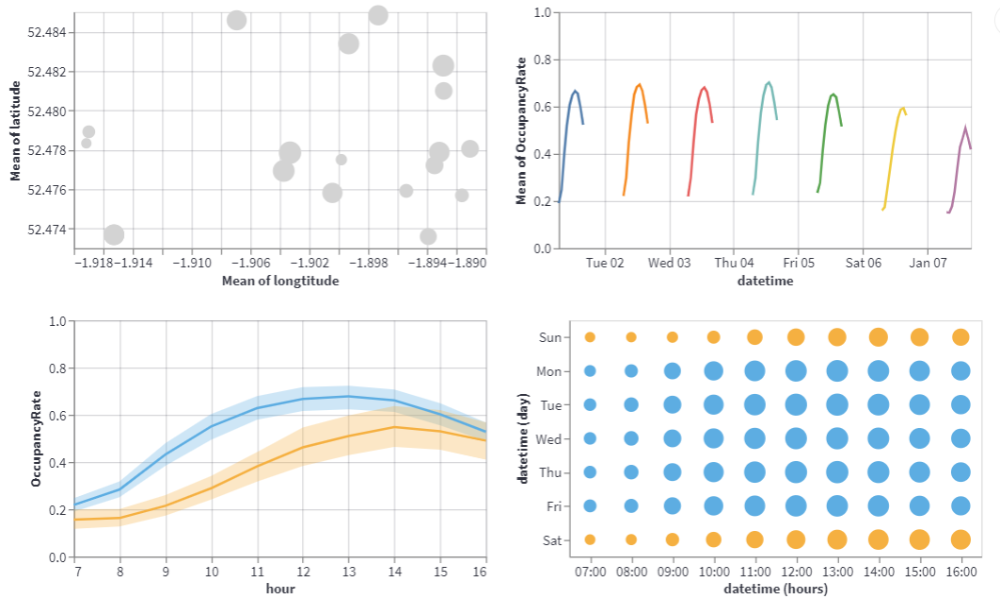 52.484
52.482
52.480
52.478
52.476
52.474
Mean of latitude
−1.918 −1.914 −1.910 −1.906 −1.902 −1.898 −1.894 −1.890
Mean of longtitude
1.0
0.8
0.6
0.4
0.2
0.0
Mean of OccupancyRate
Tue 02 Wed 03 Thu 04 Fri 05 Sat 06 Jan 07
datetime
1.0
0.8
0.6
0.4
0.2
0.0
OccupancyRate
7 8 9 10 11 12 13 14 15 16
hour
Sun
Mon
Tue
Wed
Thu
Fri
Sat
datetime (day)
07:00 08:00 09:00 10:00 11:00 12:00 13:00 14:00 15:00 16:00
datetime (hours)